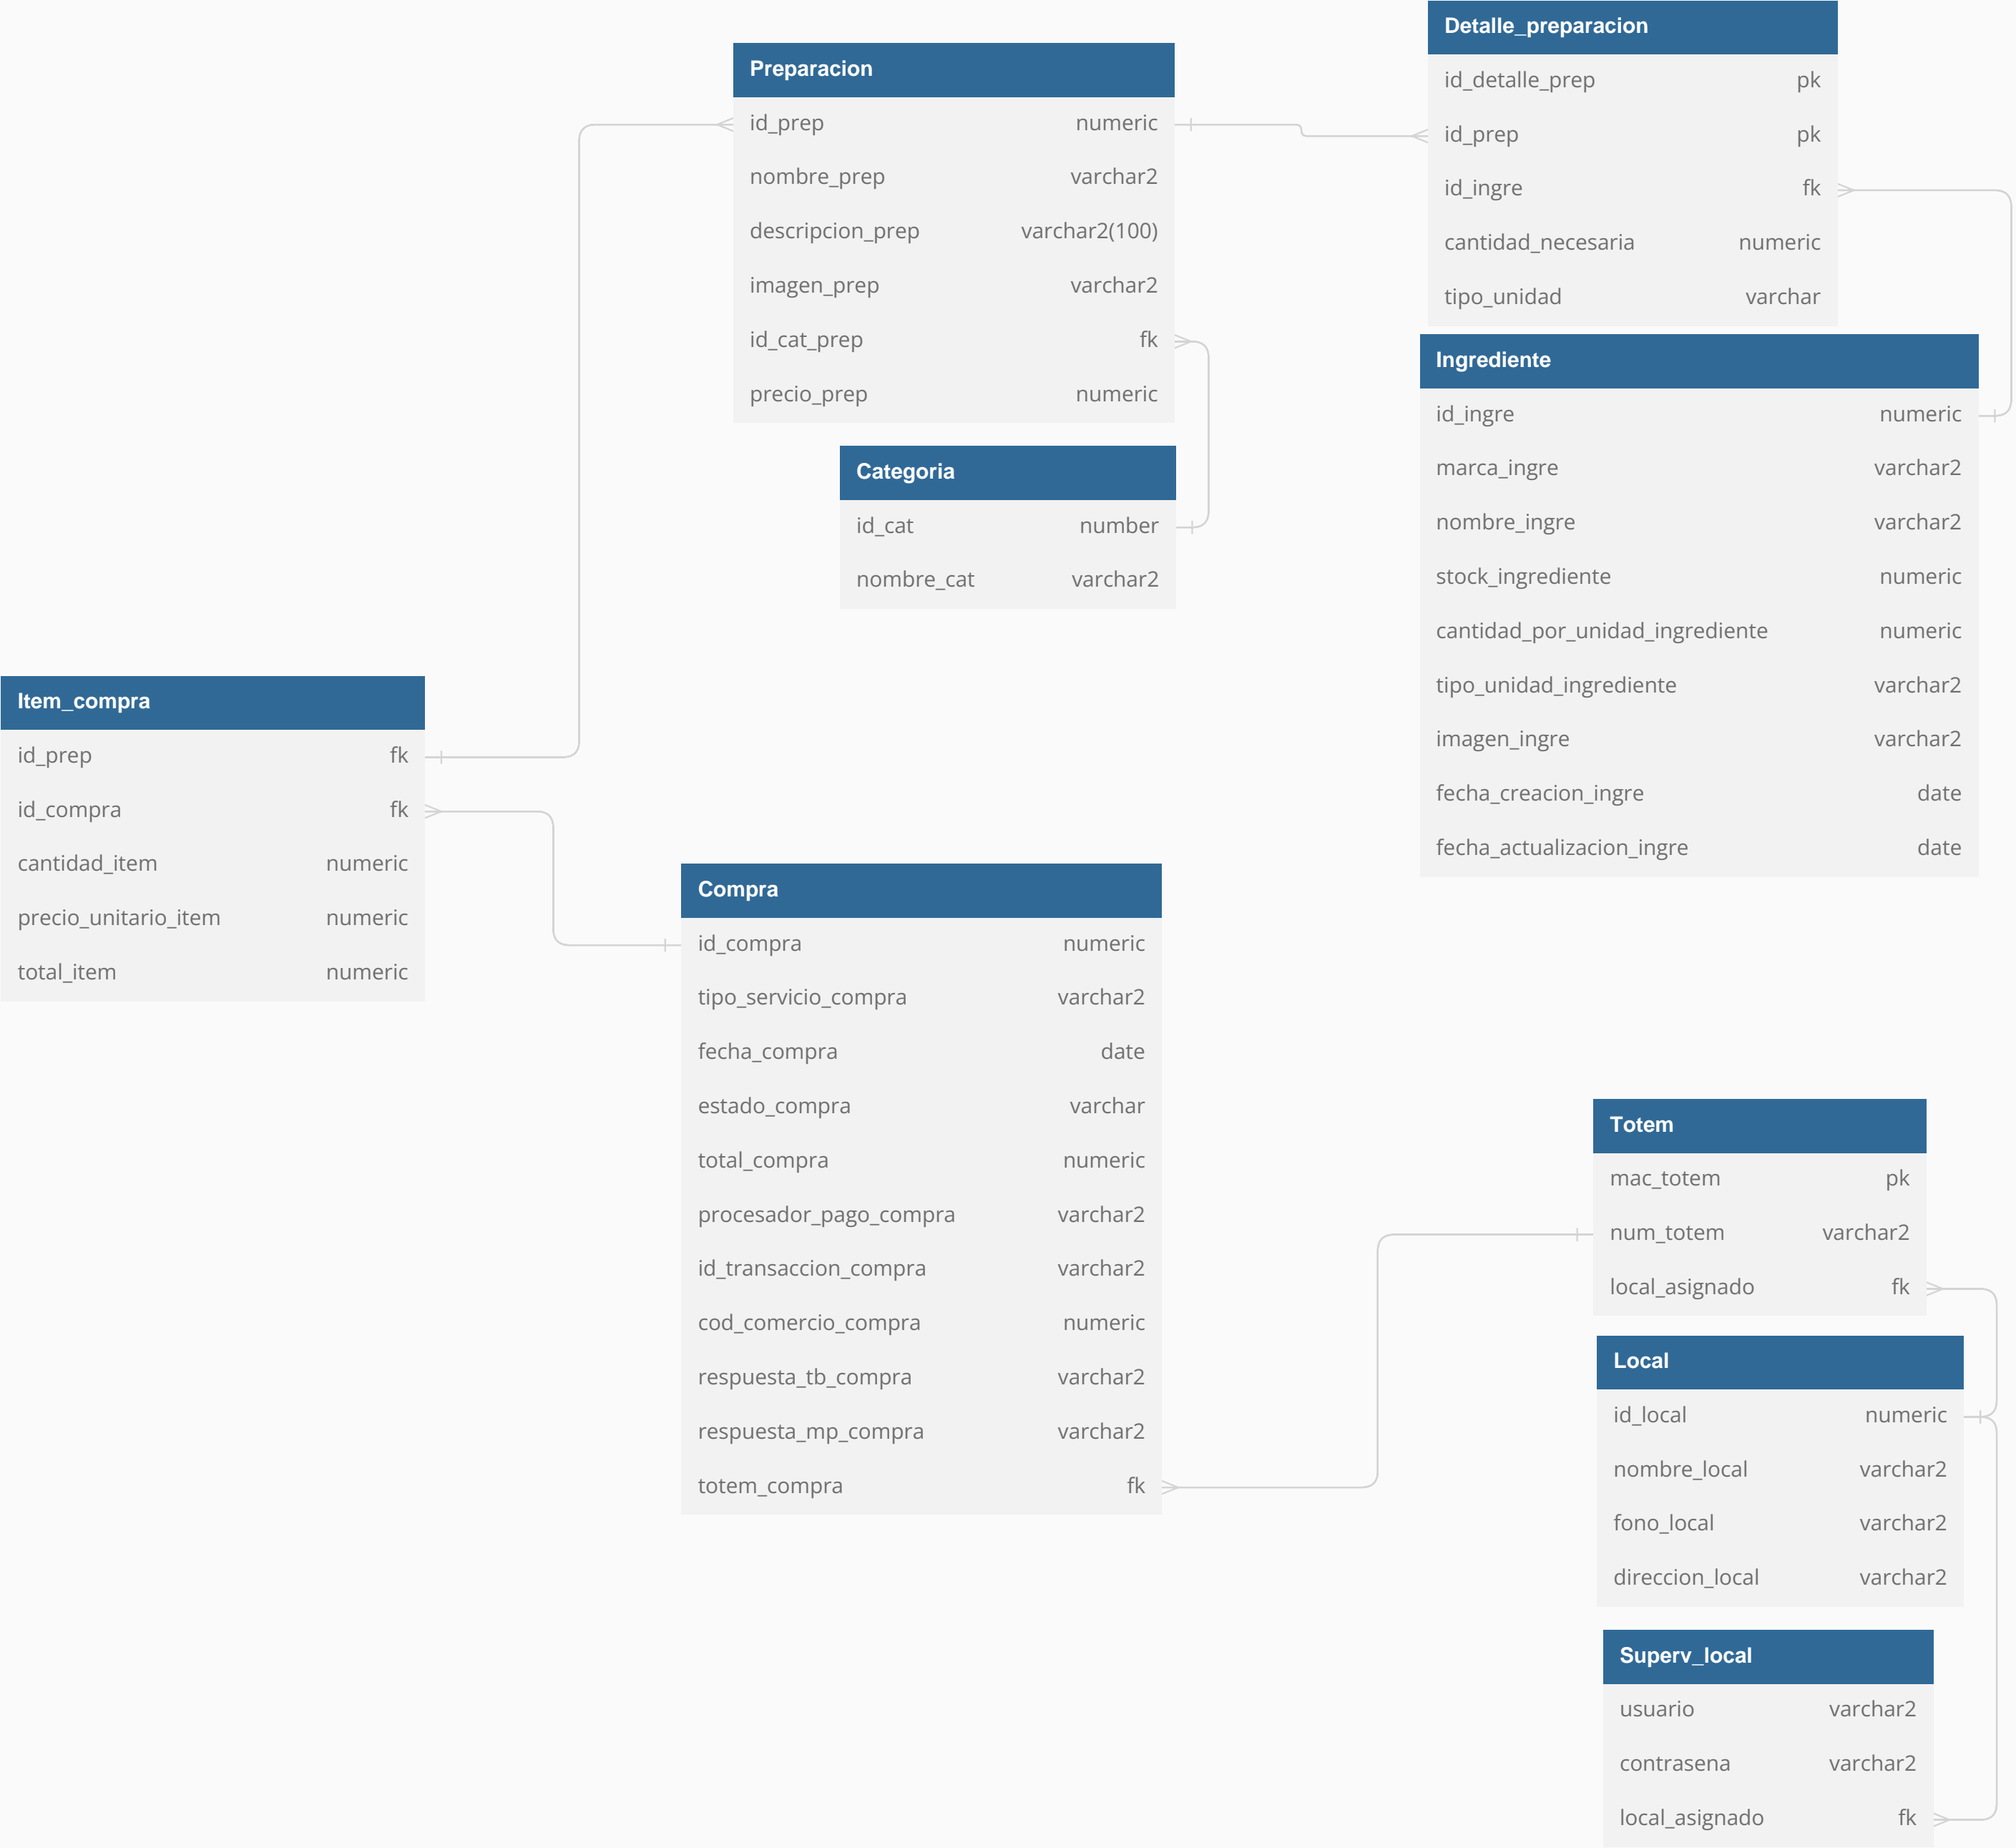 Preparacion
id_prep numeric
nombre_prep varchar2
descripcion_prep varchar2(100)
imagen_prep varchar2
id_cat_prep fk
precio_prep numeric
Detalle_preparacion
id_detalle_prep pk
id_prep pk
id_ingre fk
cantidad_necesaria numeric
tipo_unidad varchar
Ingrediente
id_ingre numeric
marca_ingre varchar2
nombre_ingre varchar2
stock_ingrediente numeric
cantidad_por_unidad_ingrediente numeric
tipo_unidad_ingrediente varchar2
imagen_ingre varchar2
fecha_creacion_ingre date
fecha_actualizacion_ingre date
Categoria
id_cat number
nombre_cat varchar2
Item_compra
id_prep fk
id_compra fk
cantidad_item numeric
precio_unitario_item numeric
total_item numeric
Compra
id_compra numeric
tipo_servicio_compra varchar2
fecha_compra date
estado_compra varchar
total_compra numeric
procesador_pago_compra varchar2
id_transaccion_compra varchar2
cod_comercio_compra numeric
respuesta_tb_compra varchar2
respuesta_mp_compra varchar2
totem_compra fk
Totem
mac_totem pk
num_totem varchar2
local_asignado fk
Local
id_local numeric
nombre_local varchar2
fono_local varchar2
direccion_local varchar2
Superv_local
usuario varchar2
contrasena varchar2
local_asignado fk